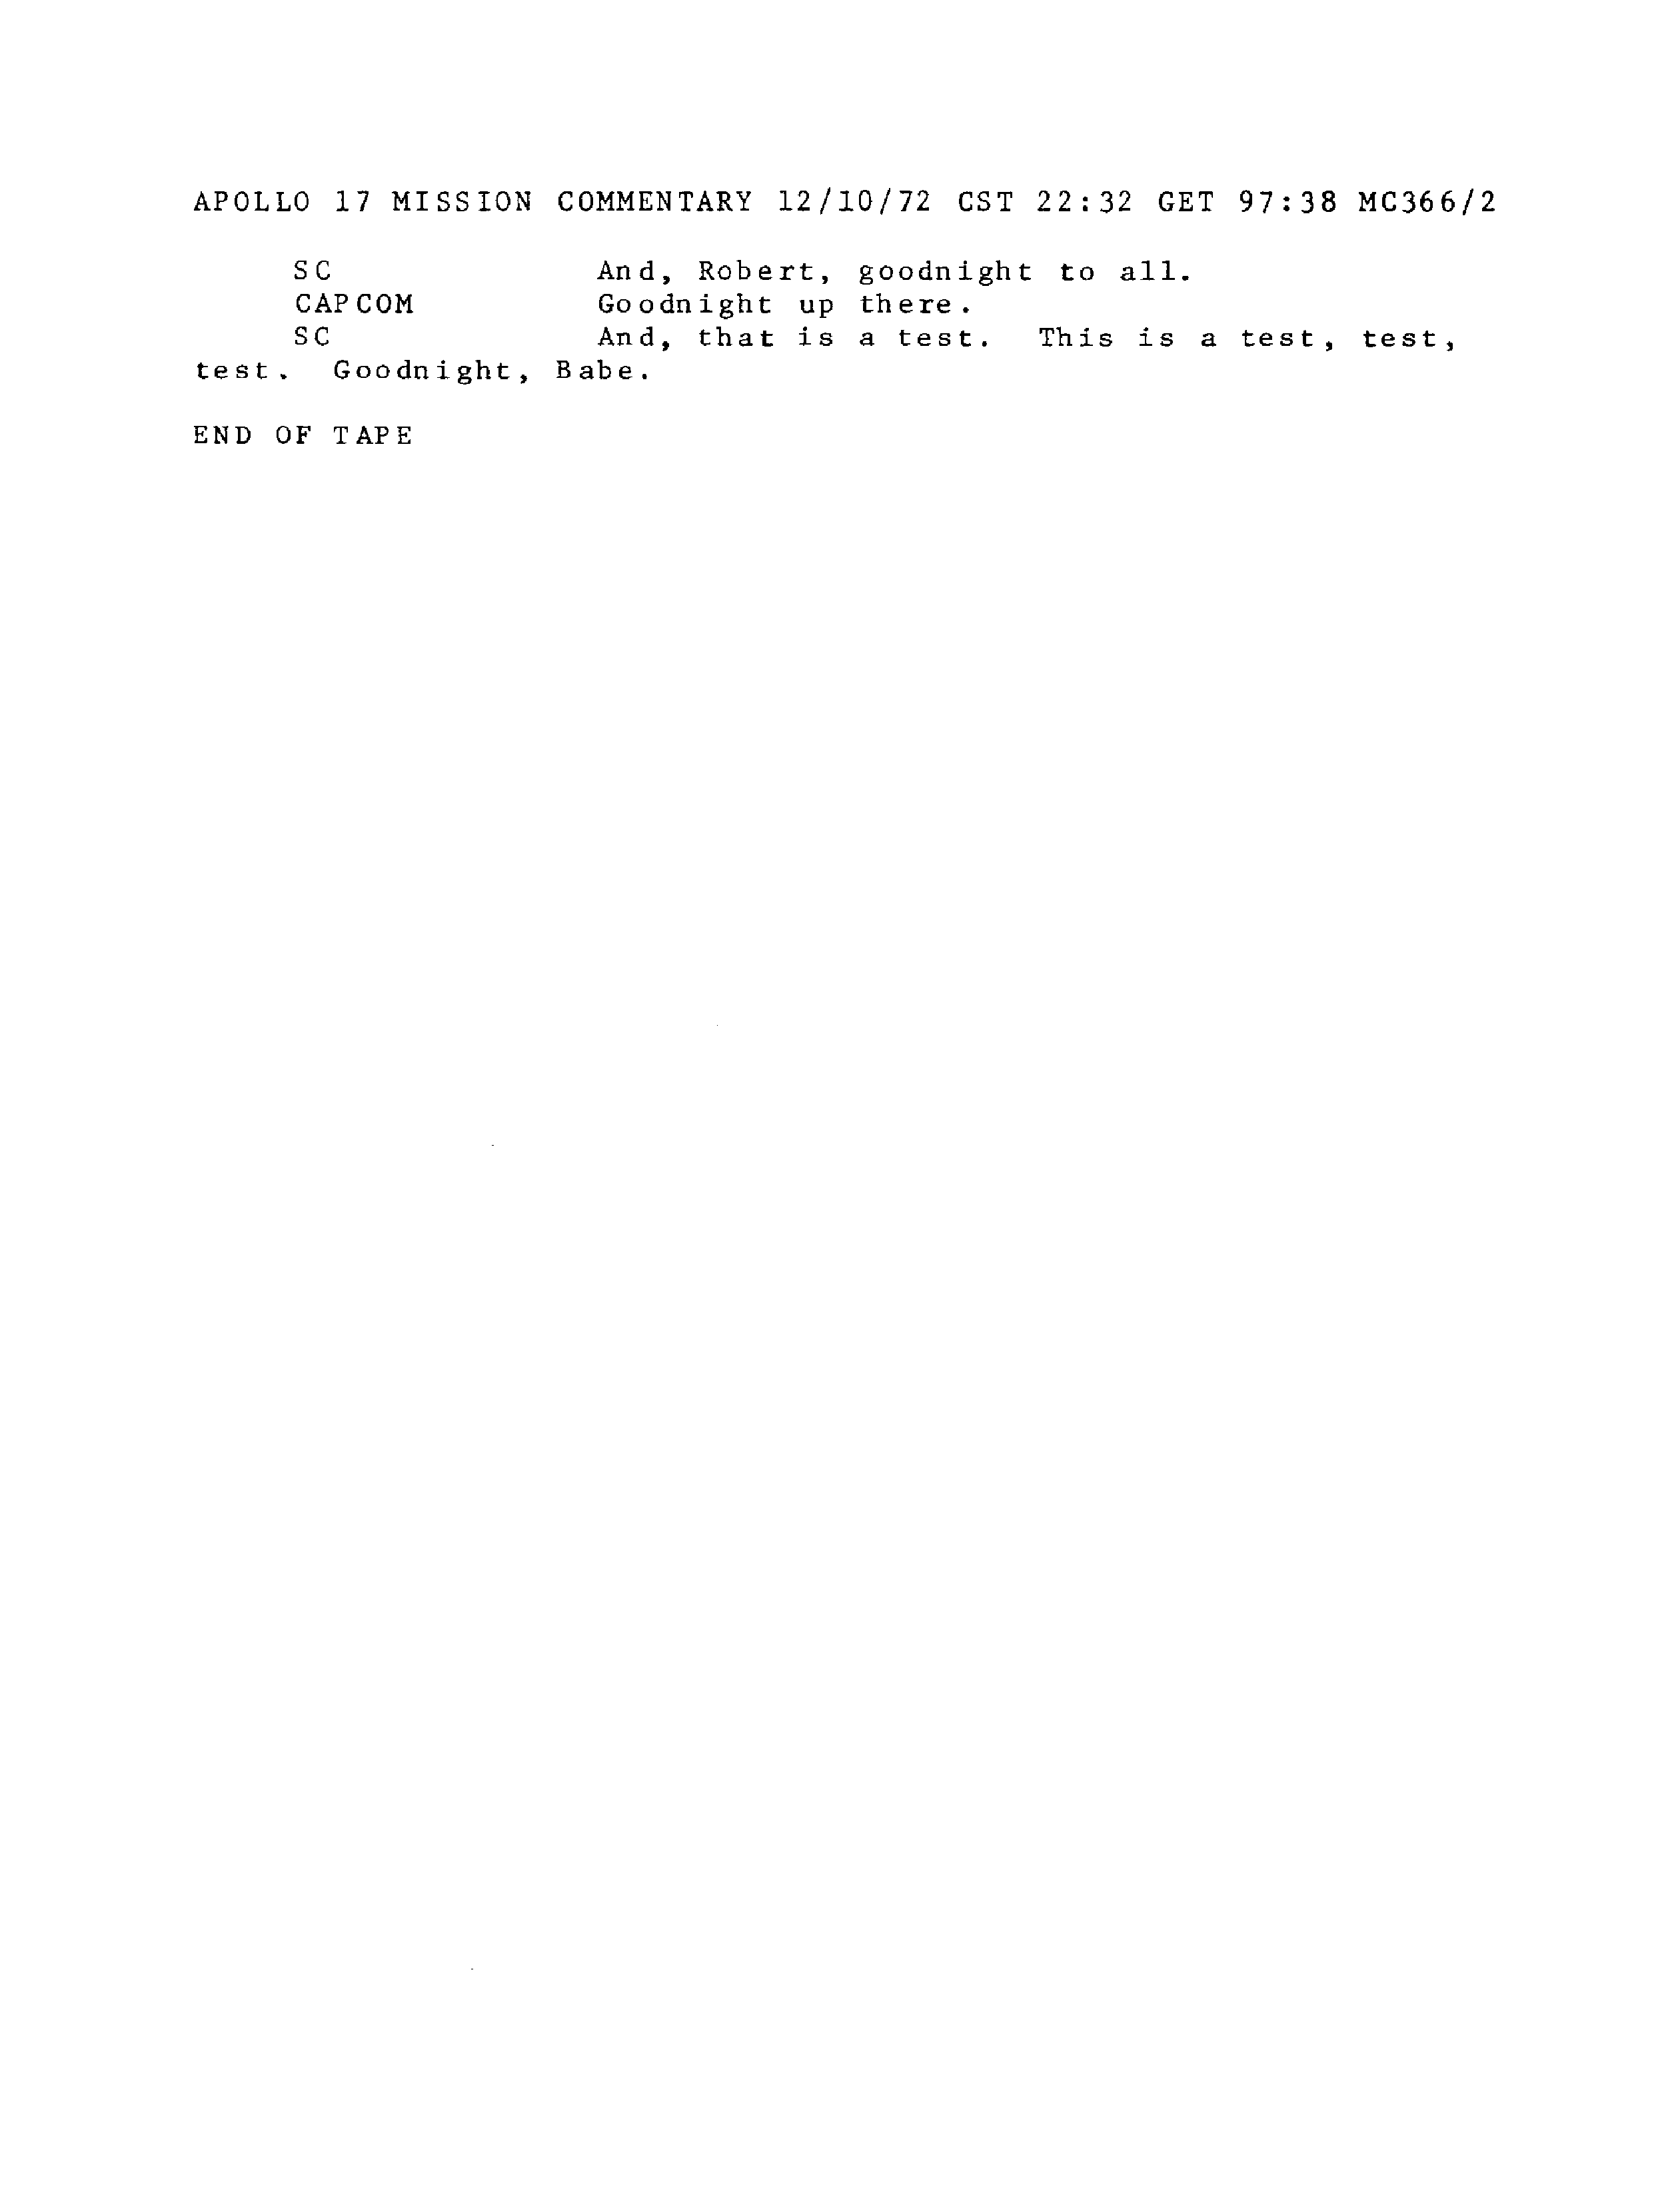 APOLLO 17 MISSION COMMENTARY 12/10/72 CST 22:32 GET 97:38 MC366/2
SC And, Robert, goodnight to all.
CAPCOM Goodnight up there.
SC And, that is a test. This is a test, test,
test. Goodnight, Babe.
END OF TAPE